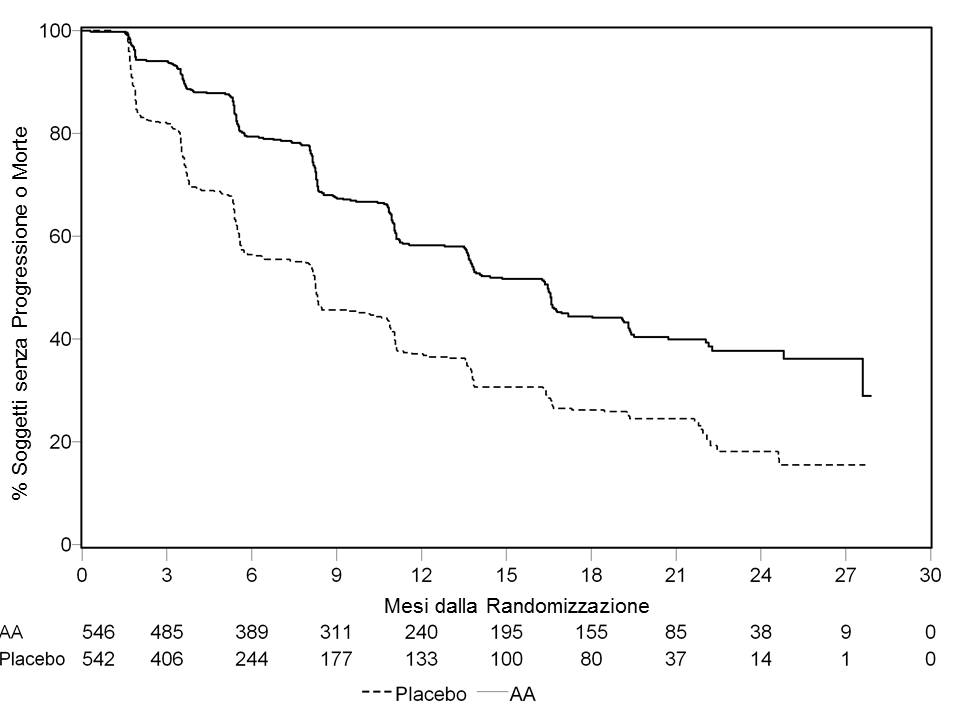 100
80
60
40
20
0
% Soggetti senza Progressione o Morte
0 3 6 9 12 15 18 21 24 27 30
Mesi dalla Randomizzazione
AA 546 485 389 311 240 195 155 85 38 9 0
Placebo 542 406 244 177 133 100 80 37 14 1 0
Placebo AA